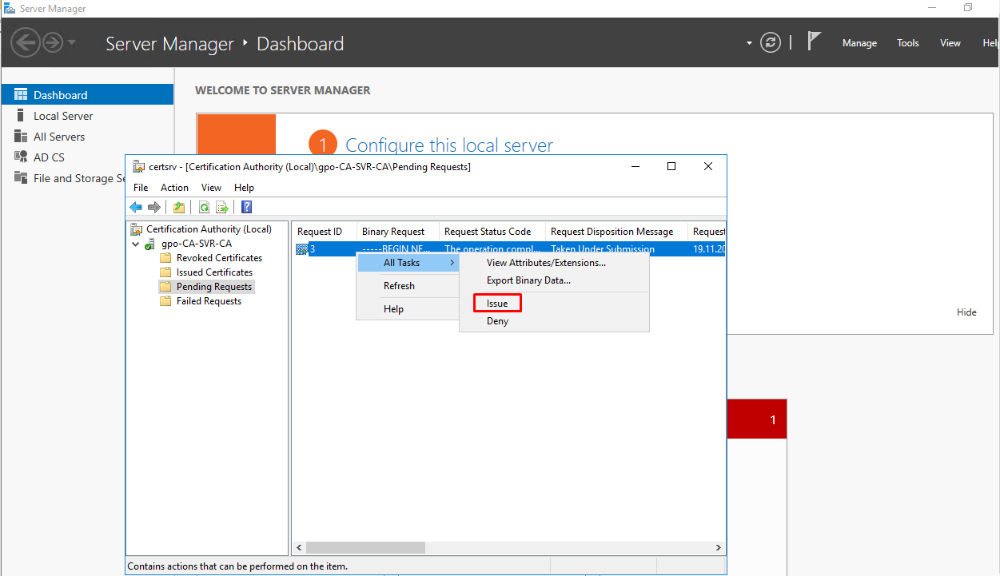 Server Manager
Server Manager ‣ Dashboard
Manage Tools View Help
Dashboard
Local Server
All Servers
AD CS
File and Storage Se
WELCOME TO SERVER MANAGER
1 Configure this local server
certsrv - [Certification Authority (Local)\gpo-CA-SVR-CA\Pending Requests]
File Action View Help
Certification Authority (Local)
gpo-CA-SVR-CA
Revoked Certificates
Issued Certificates
Pending Requests
Failed Requests
Request ID Binary Request Request Status Code Request Disposition Message Request
3 -----BEGIN NE... The operation compl... Taken Under Submission 19.11.20
All Tasks
Refresh
Help
View Attributes/Extensions...
Export Binary Data...
Issue
Deny
Hide
1
Contains actions that can be performed on the item.